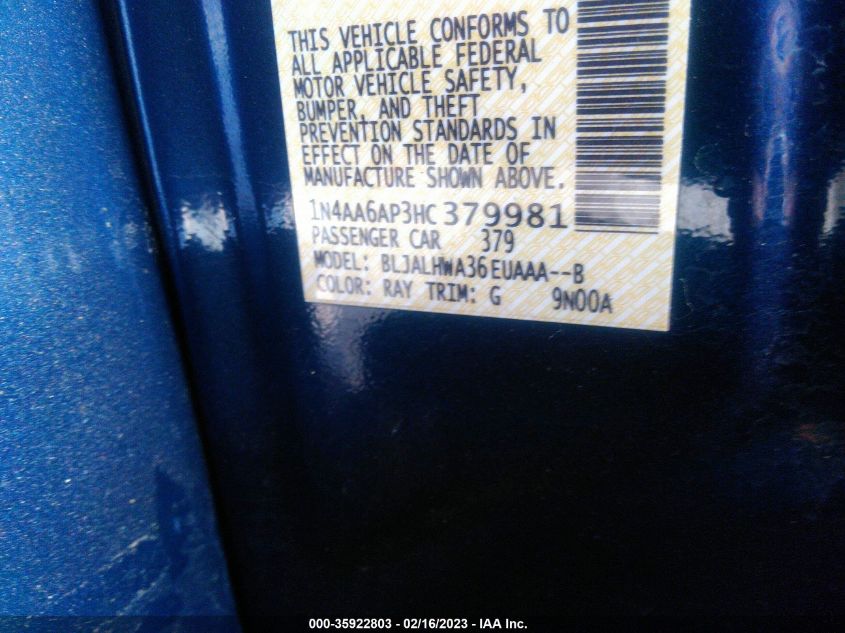 THIS VEHICLE CONFORMS TO
ALL APPLICABLE FEDERAL
MOTOR VEHICLE SAFETY,
BUMPER, AND THEFT
PREVENTION STANDARDS IN
EFFECT ON THE DATE OF
MANUFACTURE SHOWN ABOVE.
1N4AA6AP3HC379981
PASSENGER CAR 379
MODEL: BLJALHWA36EUAAA--B
COLOR: RAY TRIM: G 9N00A
000-35922803 - 02/16/2023 - IAA Inc.